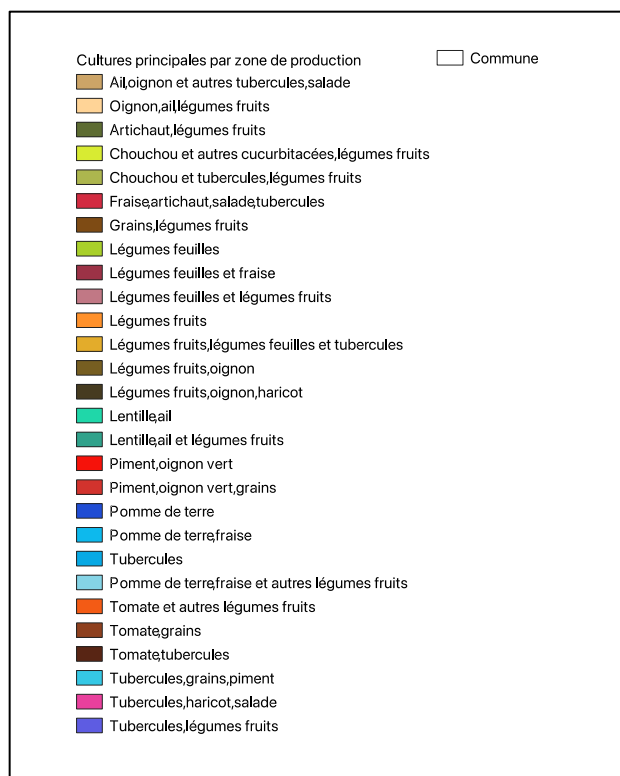 Cultures principales par zone de production
Commune
Ail,oignon et autres tubercules,salade
Oignon,ail,légumes fruits
Artichaut,légumes fruits
Chouchou et autres cucurbitacées,légumes fruits
Chouchou et tubercules,légumes fruits
Fraise,artichaut,salade,tubercules
Grains,légumes fruits
Légumes feuilles
Légumes feuilles et fraise
Légumes feuilles et légumes fruits
Légumes fruits
Légumes fruits,légumes feuilles et tubercules
Légumes fruits,oignon
Légumes fruits,oignon,haricot
Lentille,ail
Lentille,ail et légumes fruits
Piment,oignon vert
Piment,oignon vert,grains
Pomme de terre
Pomme de terre,fraise
Tubercules
Pomme de terre,fraise et autres légumes fruits
Tomate et autres légumes fruits
Tomate,grains
Tomate,tubercules
Tubercules,grains,piment
Tubercules,haricot,salade
Tubercules,légumes fruits